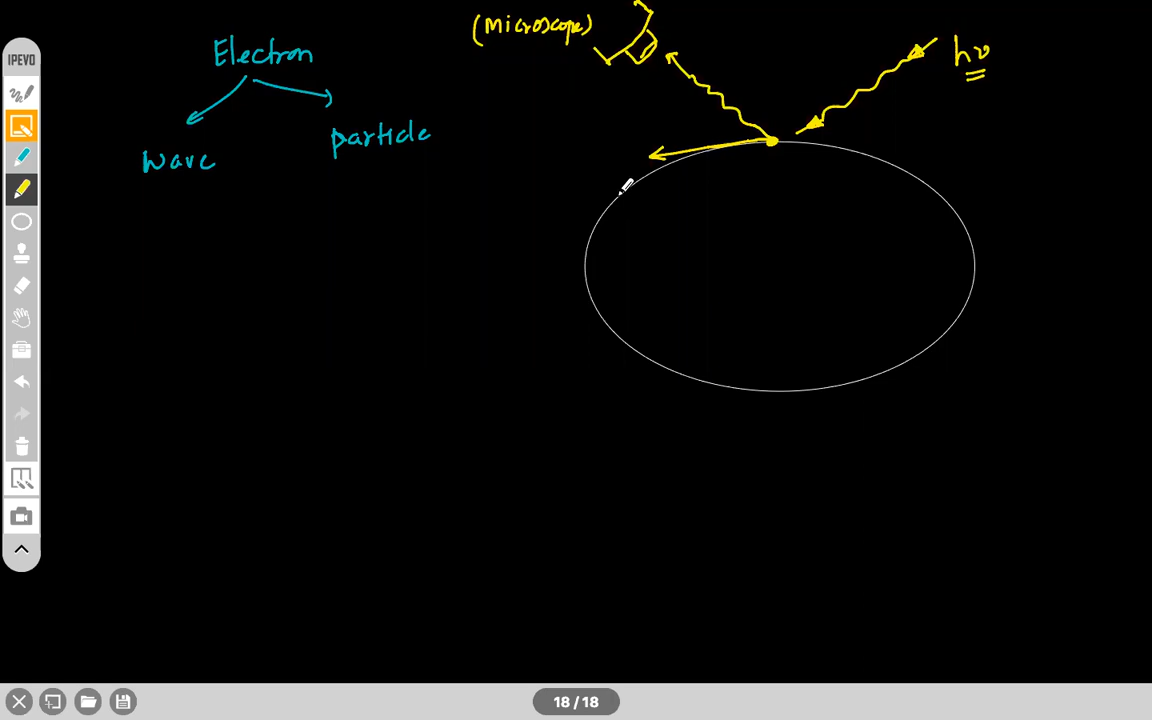 (Microscope)
Electron
hν
IPEVO
particle
wave
18 / 18